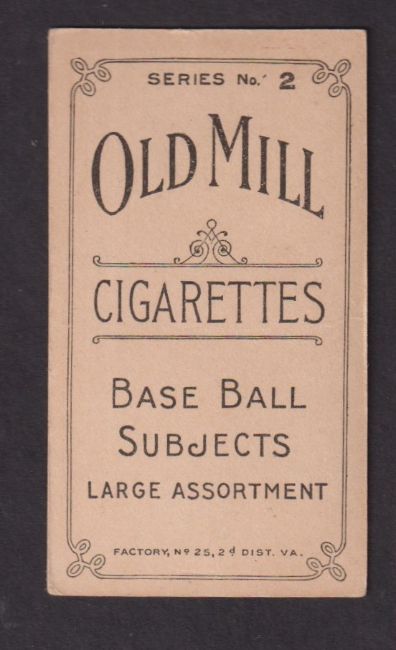 SERIES No. 2
OLD MILL
CIGARETTES
BASE BALL
SUBJECTS
LARGE ASSORTMENT
FACTORY, No 25, 2d DIST. VA.